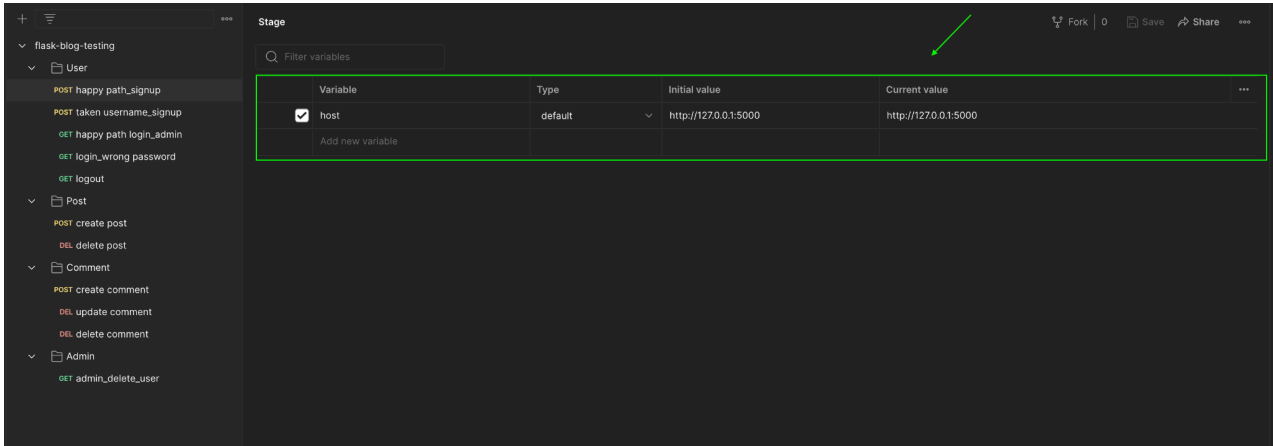 Stage
Fork 0 Save Share
flask-blog-testing
User
POST happy path_signup
POST taken username_signup
GET happy path login_admin
GET login_wrong password
GET logout
Post
POST create post
DEL delete post
Comment
POST create comment
DEL update comment
DEL delete comment
Admin
GET admin_delete_user
Filter variables
Variable Type Initial value Current value
host default http://127.0.0.1:5000 http://127.0.0.1:5000
Add new variable